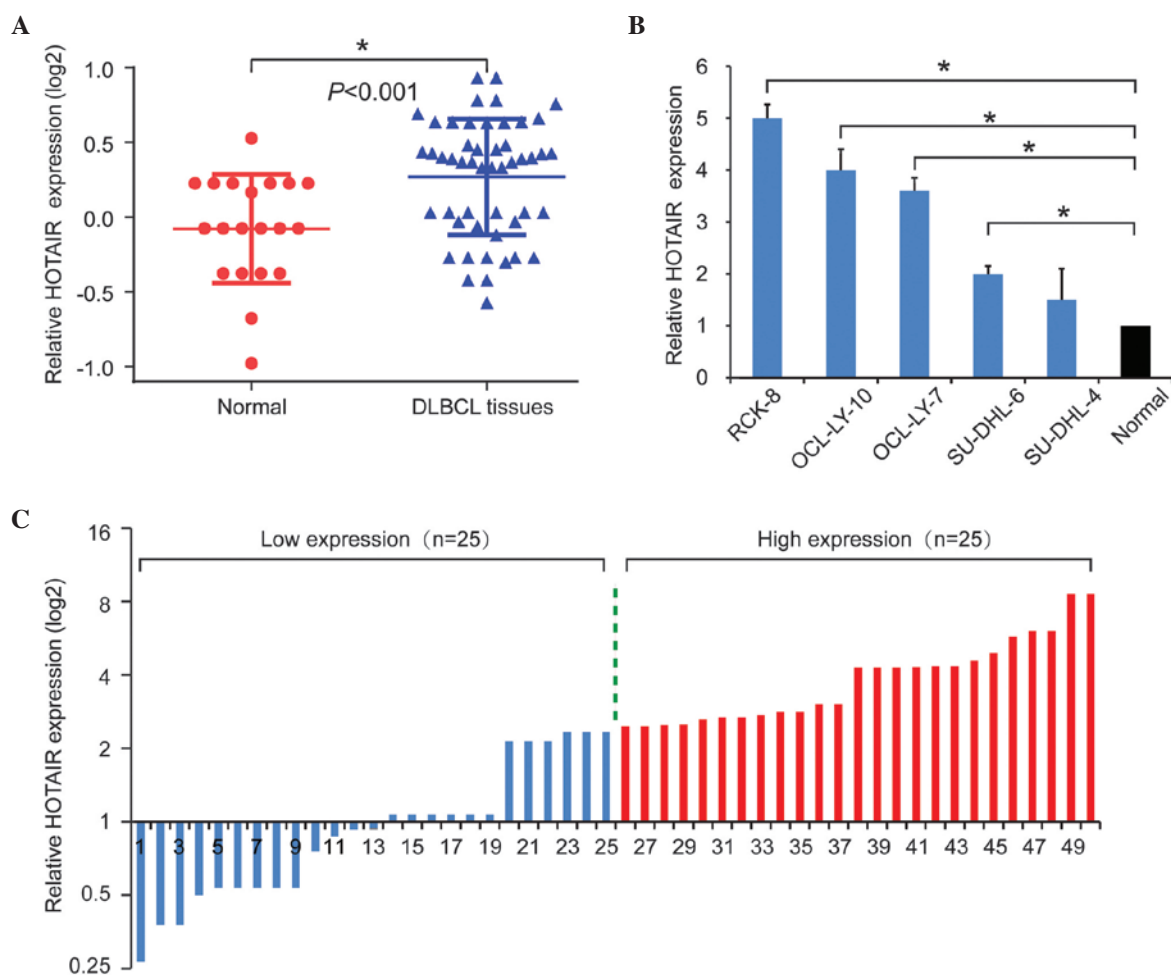 A
Relative HOTAIR expression (log2)
1.0
0.5
0.0
-0.5
-1.0
*
P<0.001
Normal
DLBCL tissues
B
Relative HOTAIR expression
6
5
4
3
2
1
0
*
*
*
*
RCK-8
OCL-LY-10
OCL-LY-7
SU-DHL-6
SU-DHL-4
Normal
C
Relative HOTAIR expression (log2)
16
8
4
2
1
0.5
0.25
Low expression（n=25）
High expression（n=25）
1 3 5 7 9 11 13 15 17 19 21 23 25 27 29 31 33 35 37 39 41 43 45 47 49